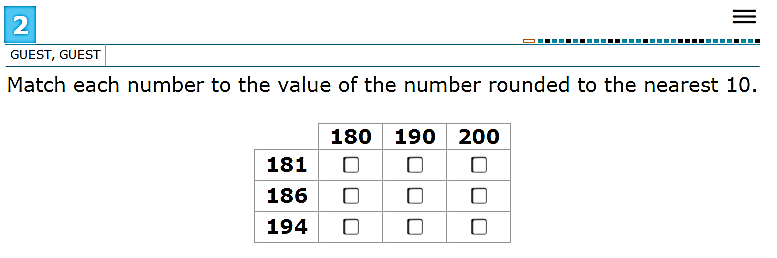 2
GUEST, GUEST
Match each number to the value of the number rounded to the nearest 10.
180 190 200
181
186
194